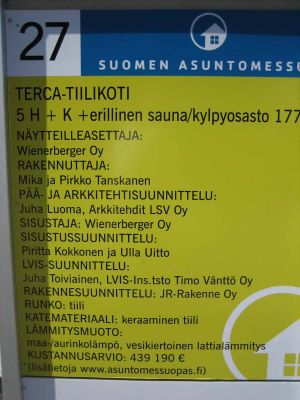 27
SUOMEN ASUNTOMESSU
TERCA-TIILIKOTI
5 H + K +erillinen sauna/kylpyosasto 177
NÄYTTEILLEASETTAJA:
Wienerberger Oy
RAKENNUTTAJA:
Mika ja Pirkko Tanskanen
PÄÄ- JA ARKKITEHTISUUNNITTELU:
Juha Luoma, Arkkitehdit LSV Oy
SISUSTAJA: Wienerberger Oy
SISUSTUSSUUNNITTELU:
Piritta Kokkonen ja Ulla Uitto
LVIS-SUUNNITTELU:
Juha Toiviainen, LVIS-Ins.tsto Timo Vänttö Oy
RAKENNESUUNNITTELU: JR-Rakenne Oy
RUNKO: tiili
KATEMATERIAALI: keraaminen tiili
LÄMMITYSMUOTO:
maa-/aurinkolämpö, vesikiertoinen lattialämmitys
KUSTANNUSARVIO: 439 190 €
(lisätietoja www.asuntomessuopas.fi)